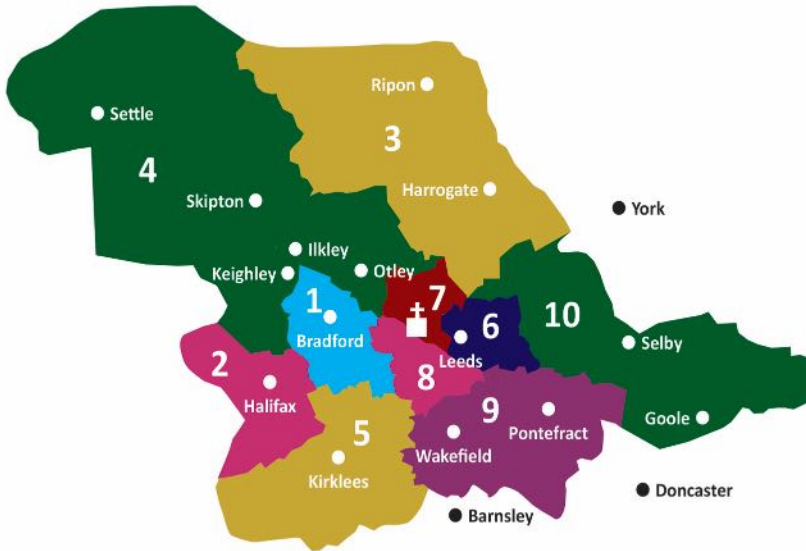 Ripon
Settle
3
4
Harrogate
Skipton
York
Ilkley
Keighley
Otley
7
1
6
10
Bradford
Selby
Leeds
2
8
Halifax
9
Goole
Pontefract
5
Wakefield
Kirklees
Doncaster
Barnsley